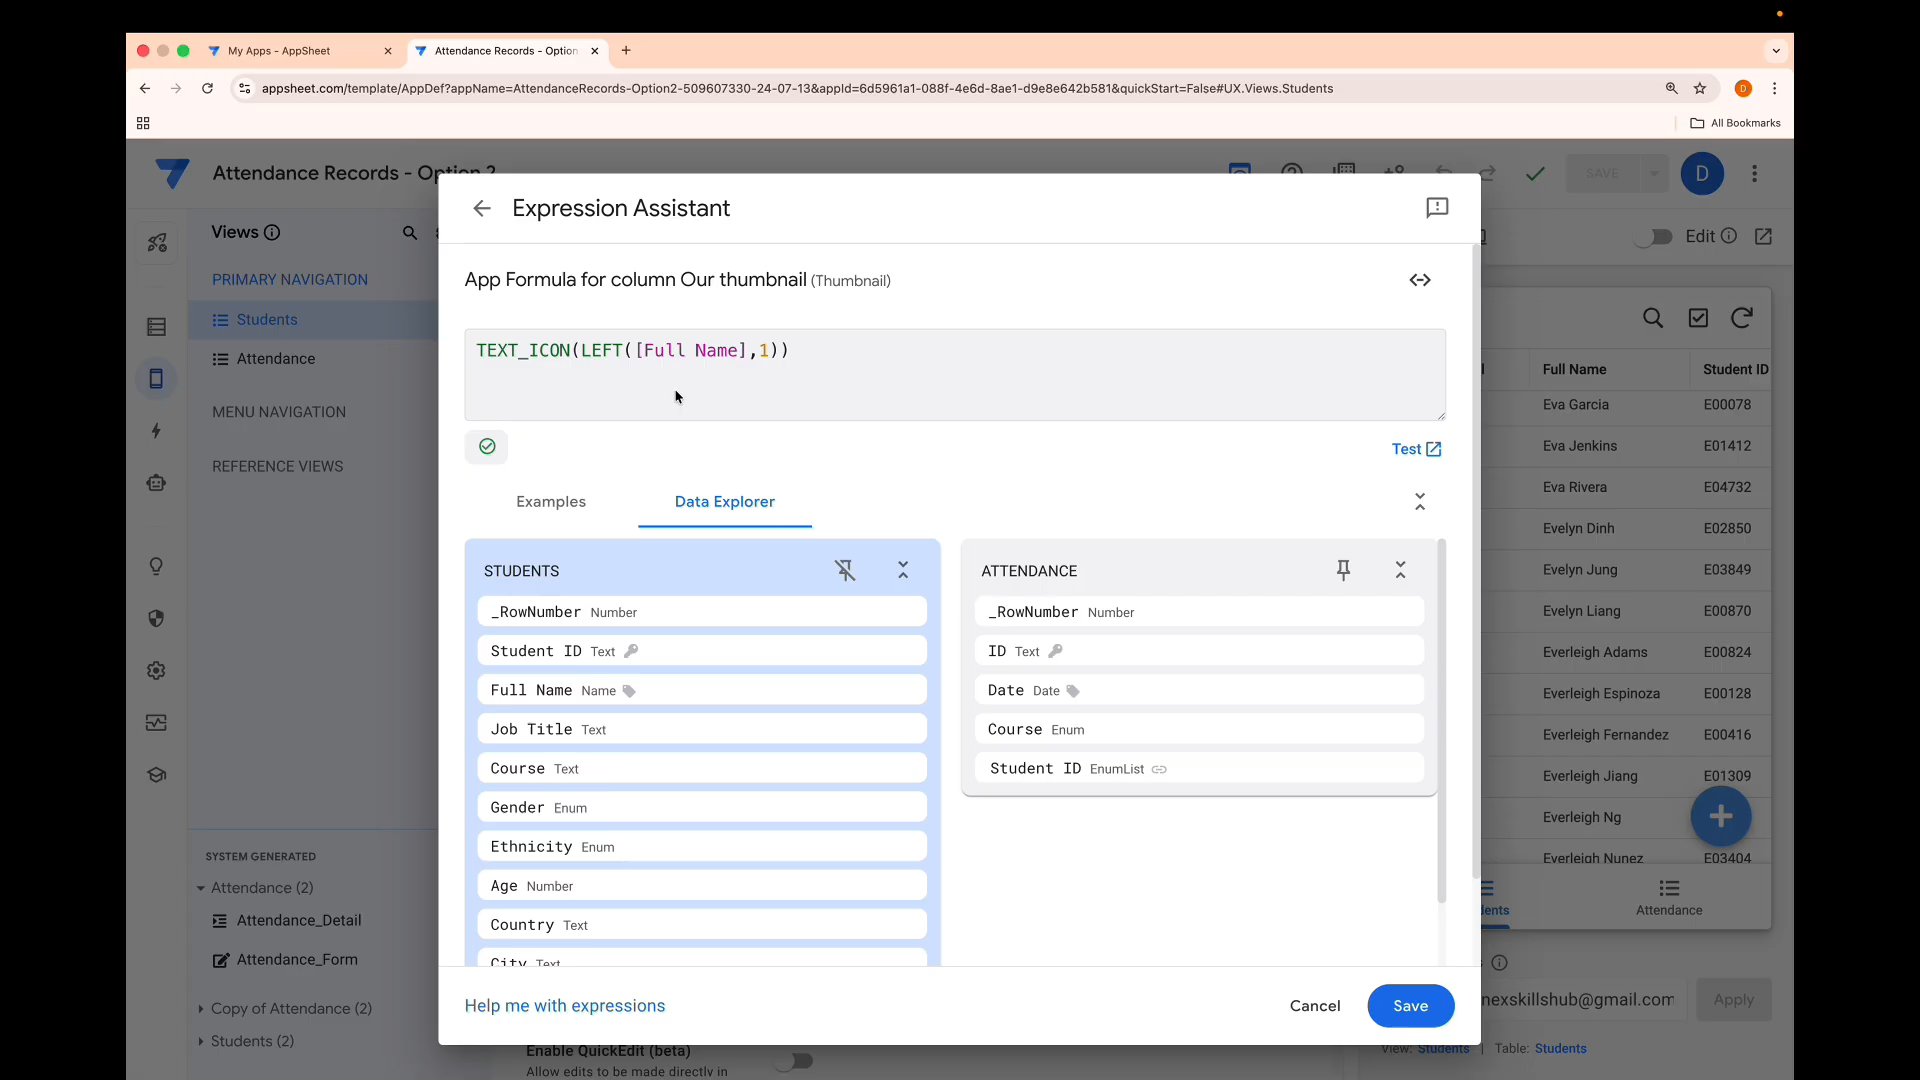 My Apps - AppSheet
Attendance Records - Option
appsheet.com/template/AppDef?appName=AttendanceRecords-Option2-509607330-24-07-13&appId=6d5961a1-088f-4e6d-8ae1-d9e8e642b581&quickStart=False#UX.Views.Students
D
All Bookmarks
Attendance Records - Option 2
SAVE
D
Views
Edit
PRIMARY NAVIGATION
Students
Attendance
MENU NAVIGATION
REFERENCE VIEWS
SYSTEM GENERATED
Attendance (2)
Attendance_Detail
Attendance_Form
Copy of Attendance (2)
Students (2)
Expression Assistant
App Formula for column Our thumbnail (Thumbnail)
TEXT_ICON(LEFT([Full Name],1))
Test
Examples
Data Explorer
STUDENTS
_RowNumber Number
Student ID Text
Full Name Name
Job Title Text
Course Text
Gender Enum
Ethnicity Enum
Age Number
Country Text
City Text
ATTENDANCE
_RowNumber Number
ID Text
Date Date
Course Enum
Student ID EnumList
Help me with expressions
Cancel
Save
Enable QuickEdit (beta)
Allow edits to be made directly in
Full Name Student ID
Eva Garcia E00078
Eva Jenkins E01412
Eva Rivera E04732
Evelyn Dinh E02850
Evelyn Jung E03849
Evelyn Liang E00870
Everleigh Adams E00824
Everleigh Espinoza E00128
Everleigh Fernandez E00416
Everleigh Jiang E01309
Everleigh Ng
Everleigh Nunez E03404
ents
Attendance
nexskillshub@gmail.com
Apply
View: Students | Table: Students